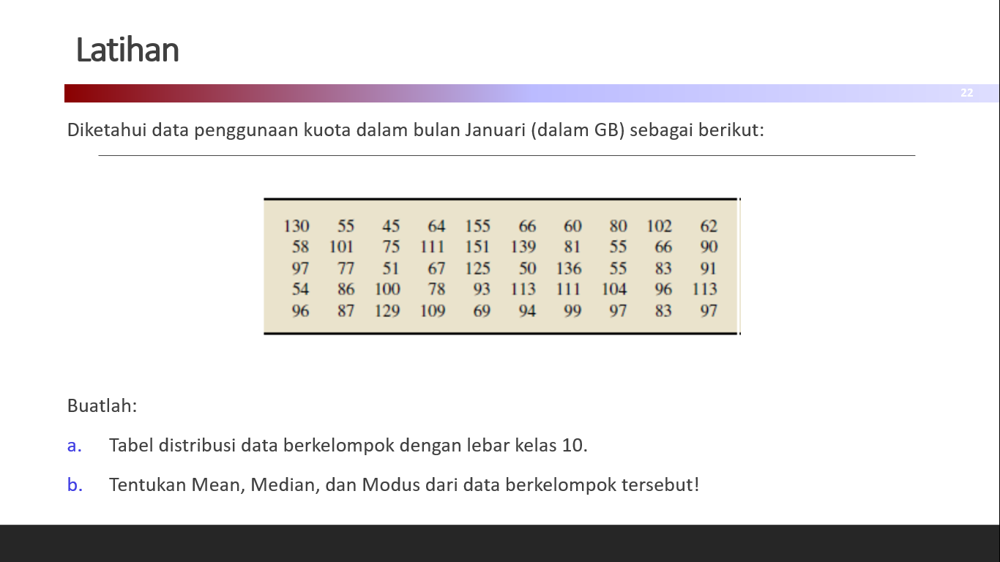 Latihan
22
Diketahui data penggunaan kuota dalam bulan Januari (dalam GB) sebagai berikut:
130 55 45 64 155 66 60 80 102 62
58 101 75 111 151 139 81 55 66 90
97 77 51 67 125 50 136 55 83 91
54 86 100 78 93 113 111 104 96 113
96 87 129 109 69 94 99 97 83 97
Buatlah:
a. Tabel distribusi data berkelompok dengan lebar kelas 10.
b. Tentukan Mean, Median, dan Modus dari data berkelompok tersebut!